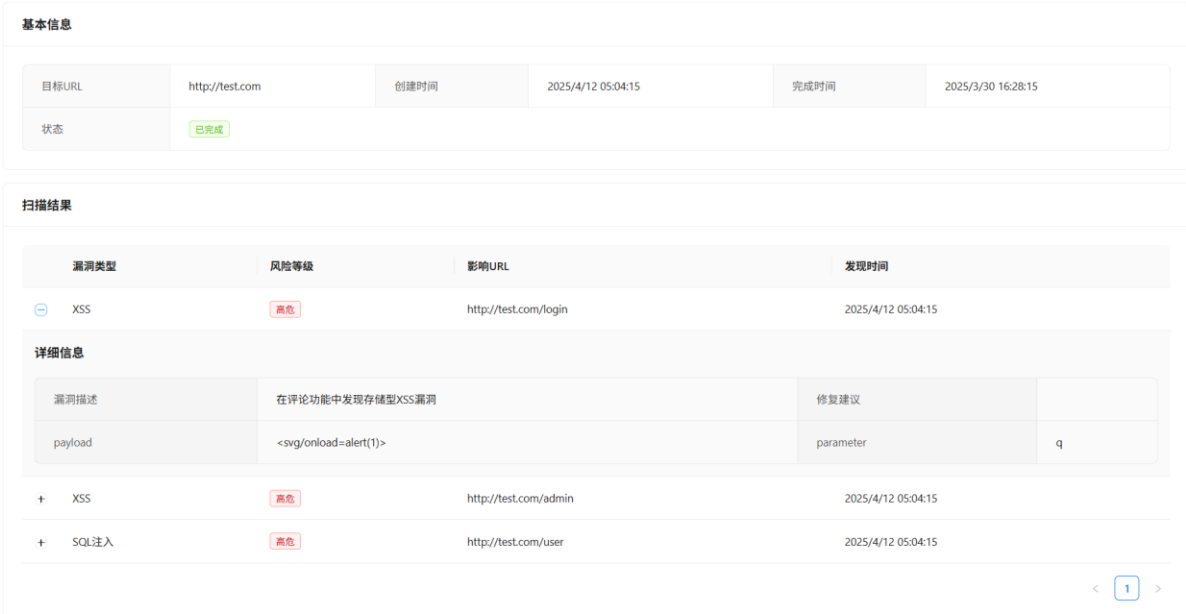 基本信息
目标URL http://test.com 创建时间 2025/4/12 05:04:15 完成时间 2025/3/30 16:28:15
状态 已完成
扫描结果
漏洞类型 风险等级 影响URL 发现时间
XSS 高危 http://test.com/login 2025/4/12 05:04:15
详细信息
漏洞描述 在评论功能中发现存储型XSS漏洞 修复建议
payload <svg/onload=alert(1)> parameter q
XSS 高危 http://test.com/admin 2025/4/12 05:04:15
SQL注入 高危 http://test.com/user 2025/4/12 05:04:15
< 1 >